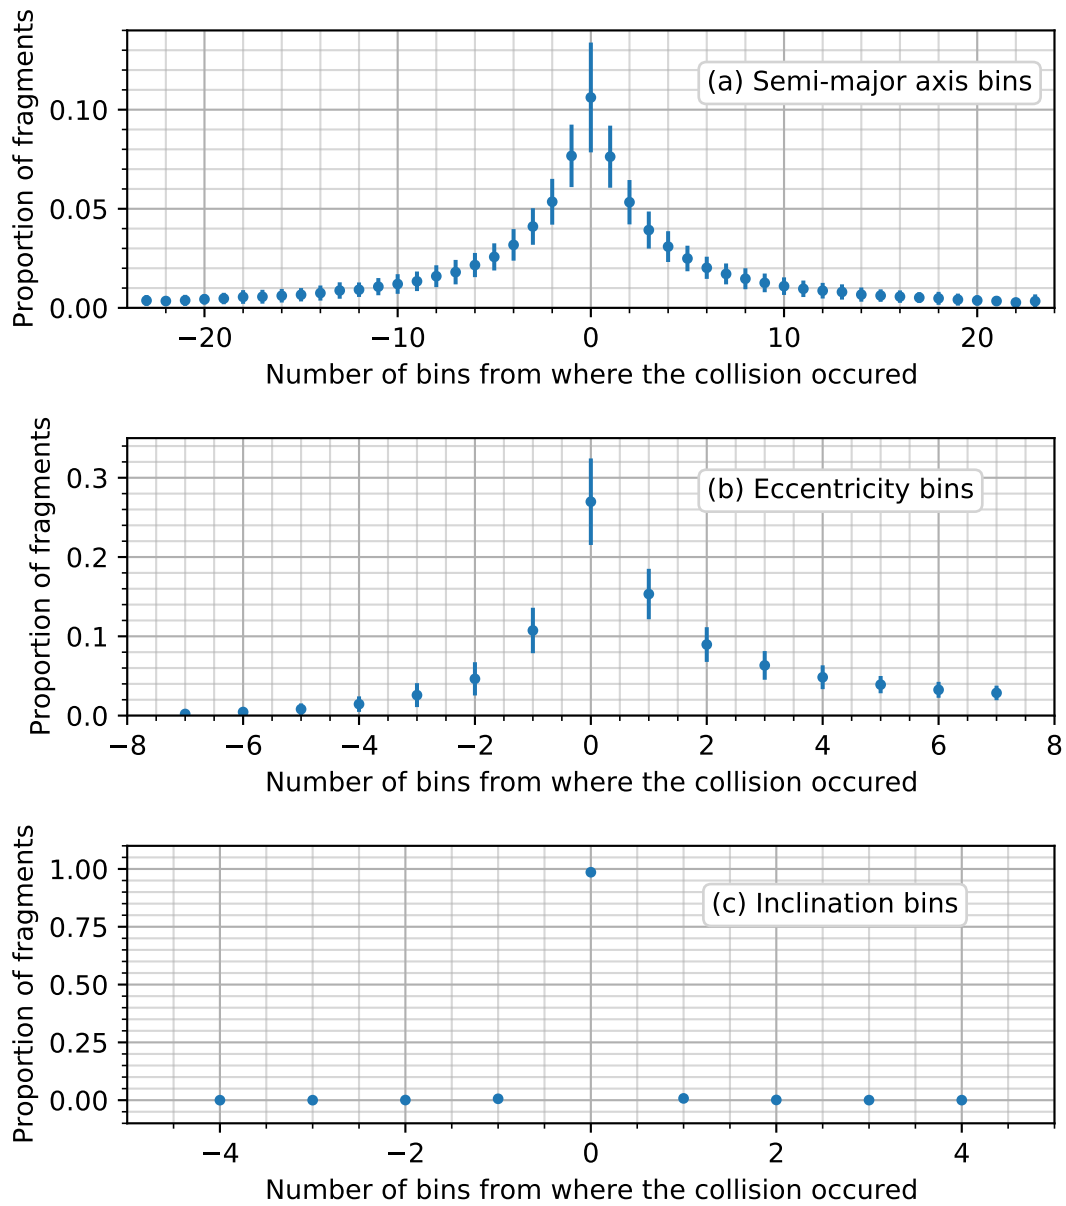 Proportion of fragments
0.10
0.05
0.00
(a) Semi-major axis bins
−20 −10 0 10 20
Number of bins from where the collision occured
Proportion of fragments
0.3
0.2
0.1
0.0
(b) Eccentricity bins
−8 −6 −4 −2 0 2 4 6 8
Number of bins from where the collision occured
Proportion of fragments
1.00
0.75
0.50
0.25
0.00
(c) Inclination bins
−4 −2 0 2 4
Number of bins from where the collision occured